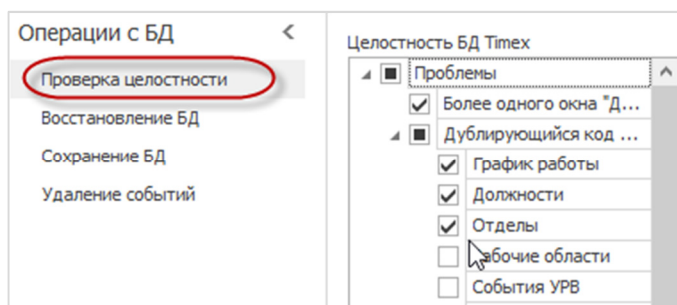 Операции с БД
Проверка целостности
Восстановление БД
Сохранение БД
Удаление событий
Целостность БД Timex
Проблемы
Более одного окна "Д...
Дублирующийся код ...
График работы
Должности
Отделы
Рабочие области
События УРВ